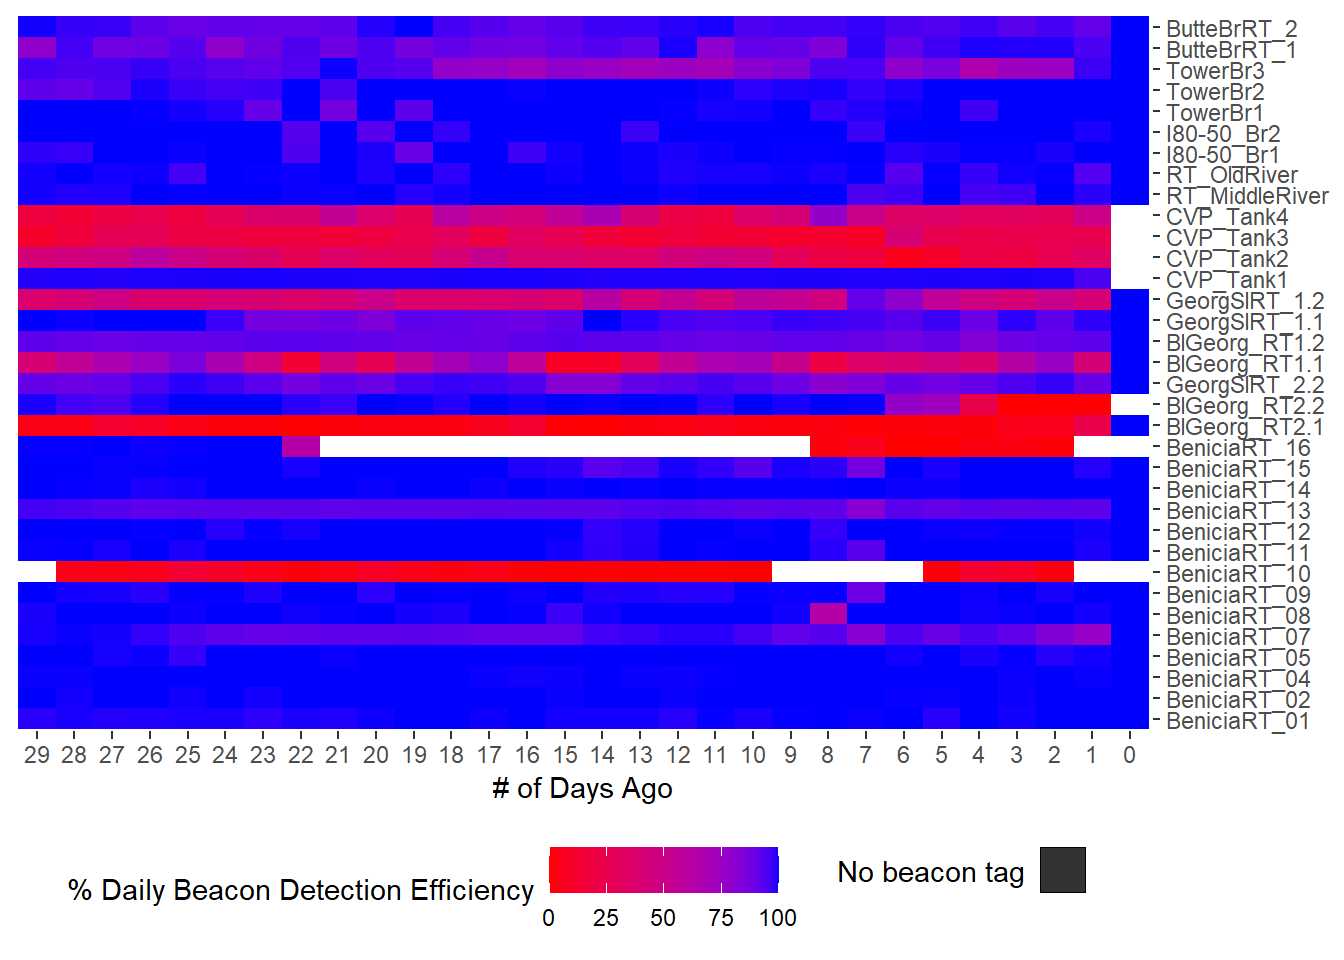 ButteBrRT_2
ButteBrRT_1
TowerBr3
TowerBr2
TowerBr1
I80-50_Br2
I80-50_Br1
RT_OldRiver
RT_MiddleRiver
CVP_Tank4
CVP_Tank3
CVP_Tank2
CVP_Tank1
GeorgSlRT_1.2
GeorgSlRT_1.1
BlGeorg_RT1.2
BlGeorg_RT1.1
GeorgSlRT_2.2
BlGeorg_RT2.2
BlGeorg_RT2.1
BeniciaRT_16
BeniciaRT_15
BeniciaRT_14
BeniciaRT_13
BeniciaRT_12
BeniciaRT_11
BeniciaRT_10
BeniciaRT_09
BeniciaRT_08
BeniciaRT_07
BeniciaRT_05
BeniciaRT_04
BeniciaRT_02
BeniciaRT_01
29 28 27 26 25 24 23 22 21 20 19 18 17 16 15 14 13 12 11 10 9 8 7 6 5 4 3 2 1 0
# of Days Ago
% Daily Beacon Detection Efficiency
0 25 50 75 100
No beacon tag